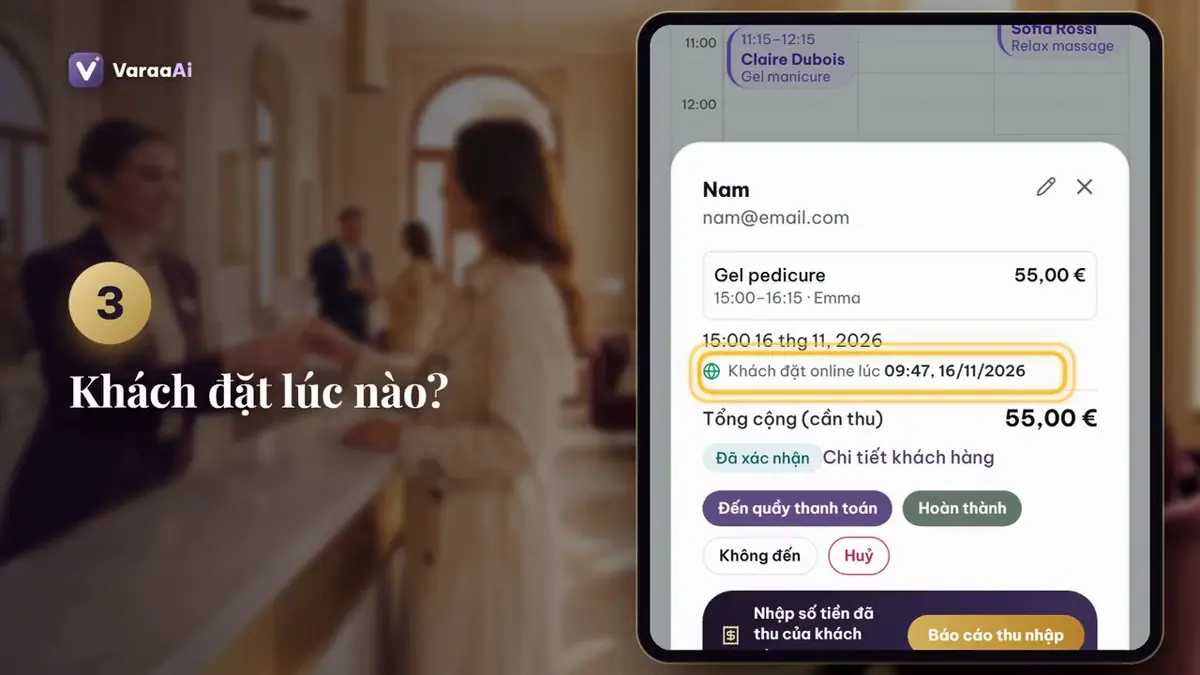 VaraaAi
3
Khách đặt lúc nào?
11:00
11:15–12:15
Claire Dubois
Gel manicure
Sofia Rossi
Relax massage
12:00
Nam
nam@email.com
Gel pedicure
55,00 €
15:00–16:15 · Emma
15:00 16 thg 11, 2026
Khách đặt online lúc 09:47, 16/11/2026
Tổng cộng (cần thu)
55,00 €
Đã xác nhận
Chi tiết khách hàng
Đến quầy thanh toán
Hoàn thành
Không đến
Huỷ
Nhập số tiền đã
thu của khách
Báo cáo thu nhập